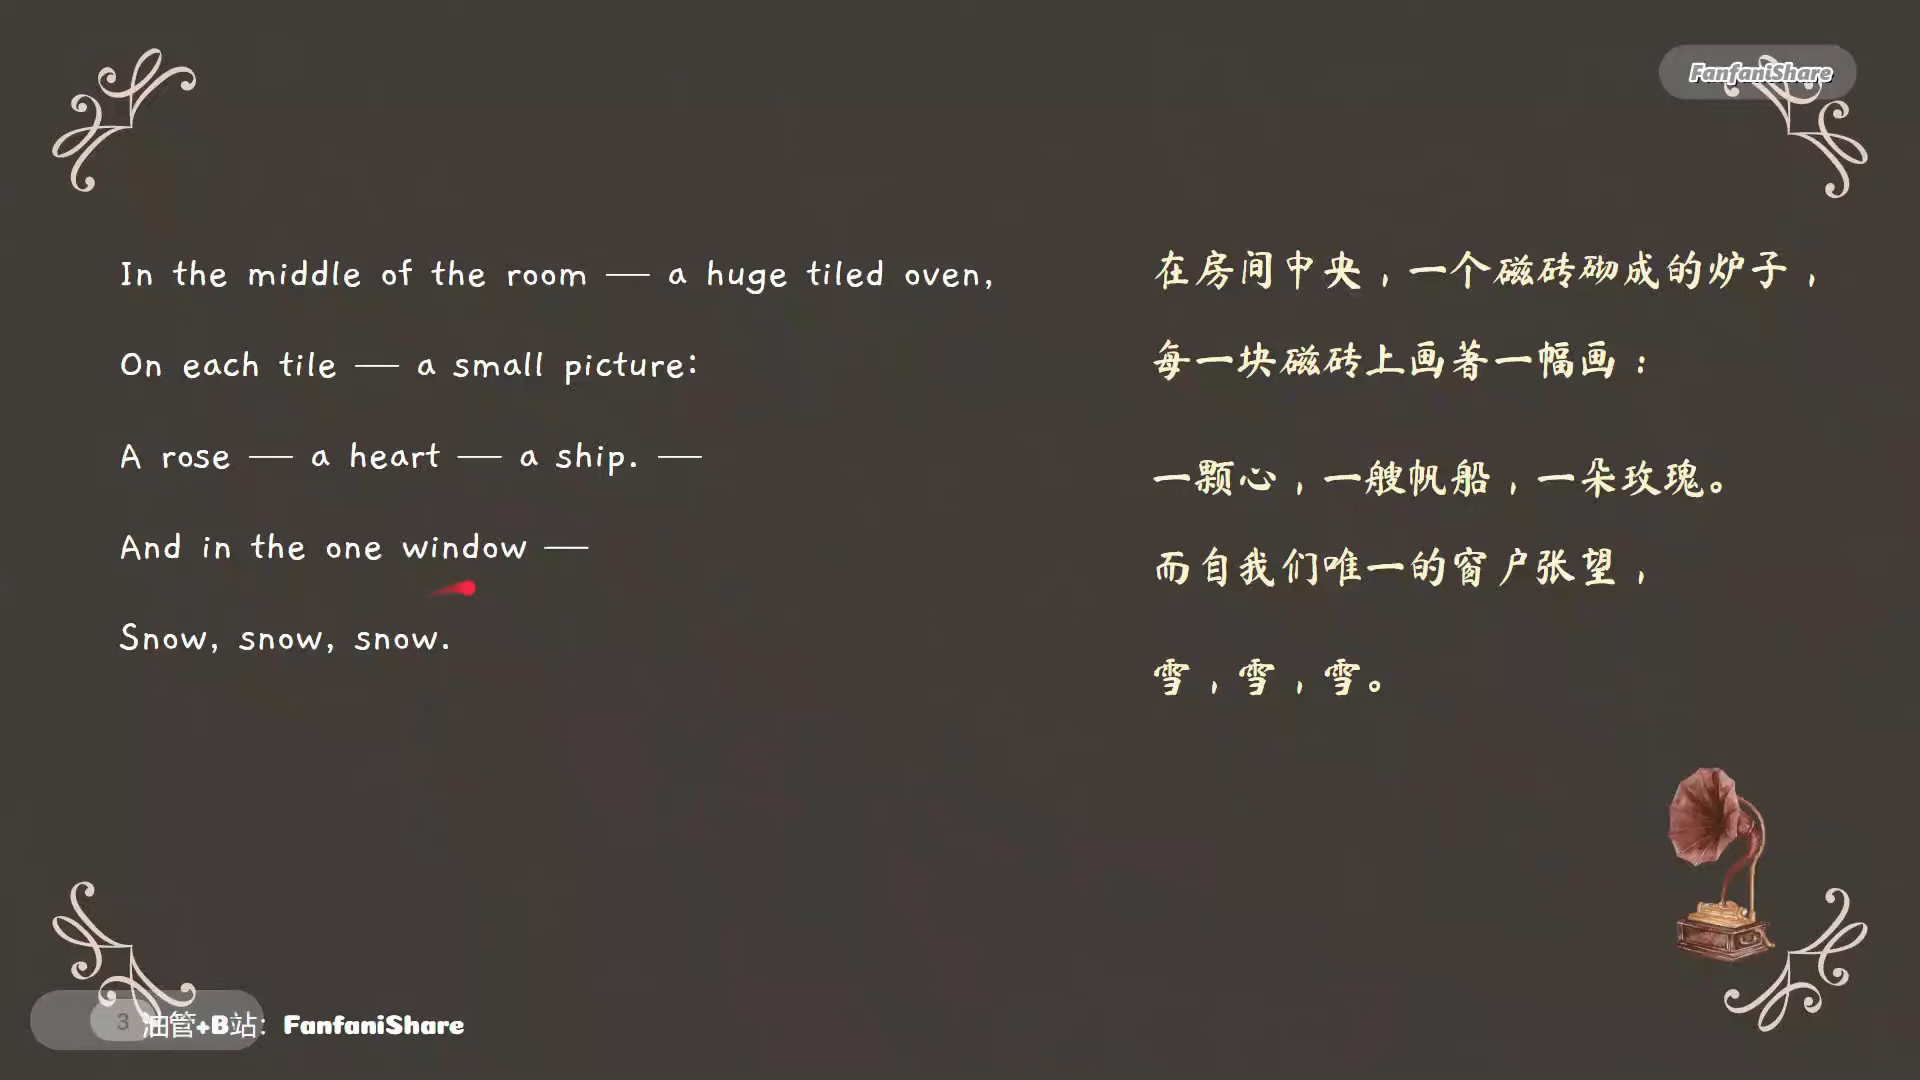 FanfaniShare
In the middle of the room — a huge tiled oven,
On each tile — a small picture:
A rose — a heart — a ship. —
And in the one window —
Snow, snow, snow.
在房间中央，一个磁砖砌成的炉子，
每一块磁砖上画著一幅画：
一颗心，一艘帆船，一朵玫瑰。
而自我们唯一的窗户张望，
雪，雪，雪。
3
油管+B站：FanfaniShare